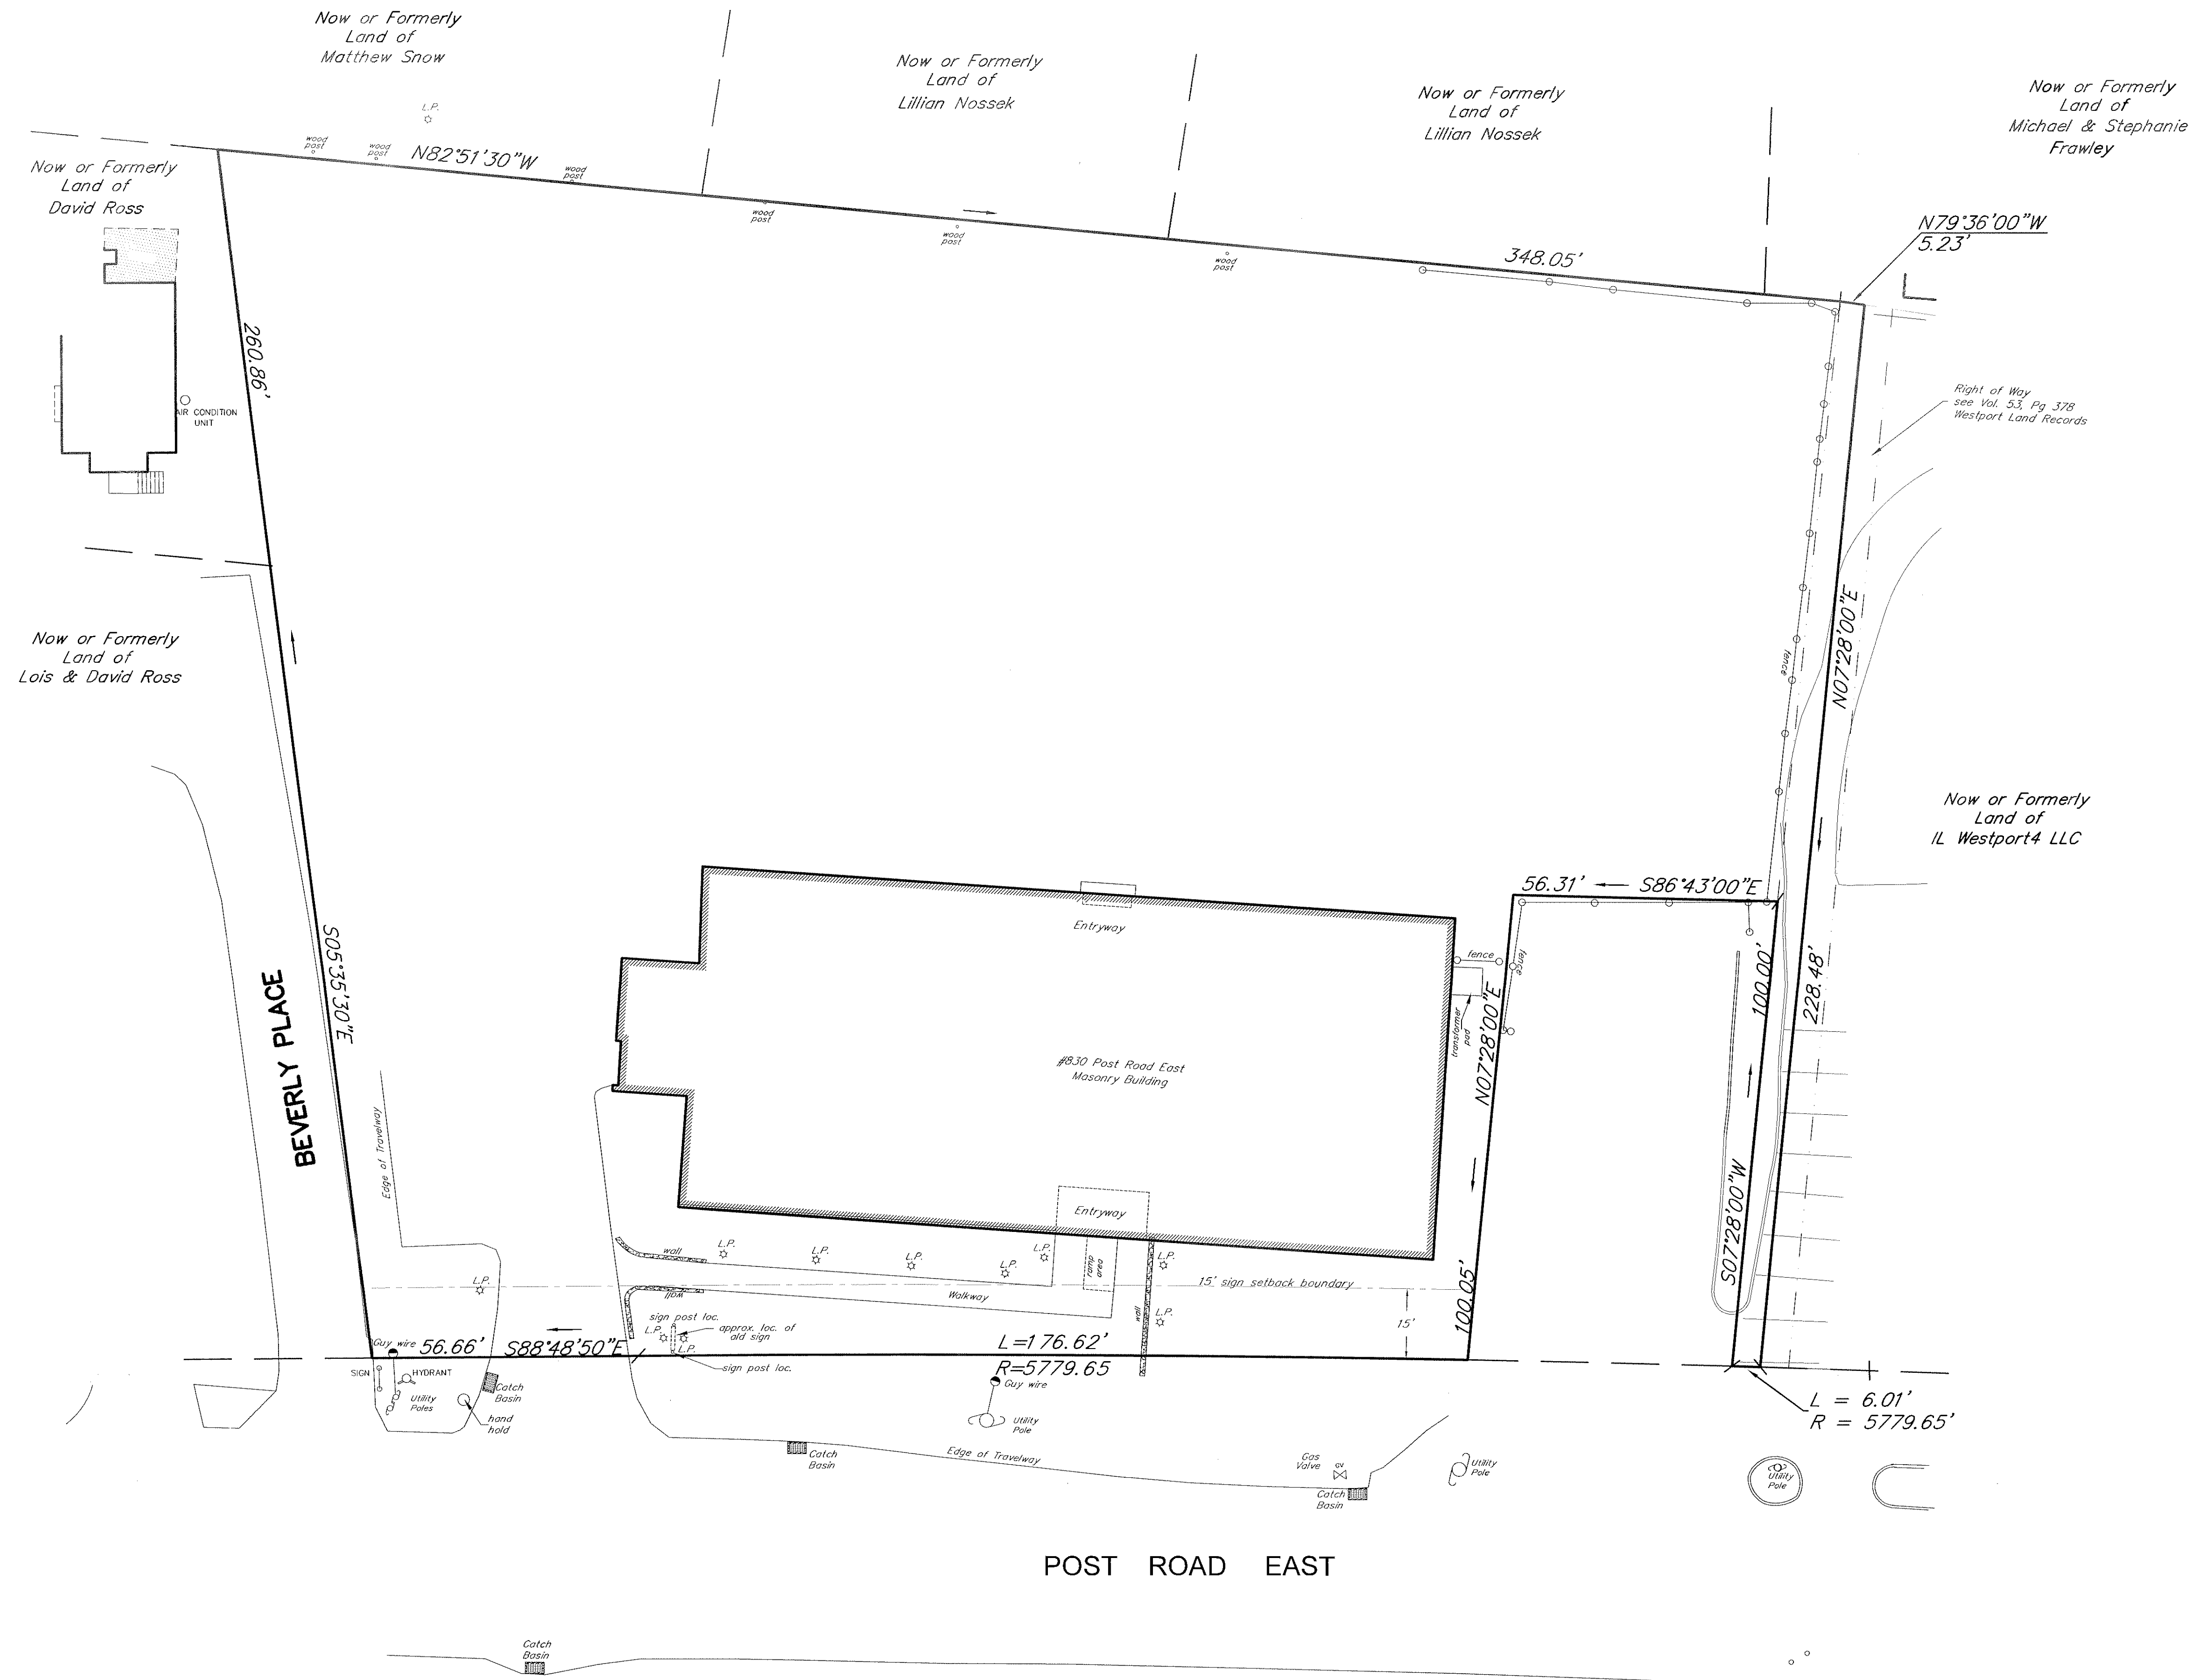 Now or Formerly
Land of
Matthew Snow
Now or Formerly
Land of
Lillian Nossek
Now or Formerly
Land of
Lillian Nossek
Now or Formerly
Land of
Michael & Stephanie
Frawley
L.P.
wood
post
wood
post
N82°51'30"W
wood
post
wood
post
wood
post
wood
post
348.05'
N79°36'00"W
5.23'
Now or Formerly
Land of
David Ross
260.86'
AIR CONDITION
UNIT
Right of Way
see Vol. 53, Pg 378
Westport Land Records
Now or Formerly
Land of
Lois & David Ross
fence
N07°28'00"E
Now or Formerly
Land of
IL Westport4 LLC
56.31'
S86°43'00"E
Entryway
fence
fence
S05°35'30"E
BEVERLY PLACE
100.00'
228.48'
transformer
pad
N07°28'00"E
#830 Post Road East
Masonry Building
Edge of Travelway
Entryway
S07°28'00"W
wall
L.P.
L.P.
L.P.
L.P.
L.P.
L.P.
ramp
area
L.P.
15' sign setback boundary
wall
Walkway
wall
L.P.
100.05'
15'
sign post loc.
L.P.
approx. loc. of
old sign
L.P.
sign post loc.
Guy wire
56.66'
S88°48'50"E
L=176.62'
R=5779.65
SIGN
HYDRANT
Utility
Poles
Catch
Basin
hand
hold
Guy wire
Utility
Pole
L = 6.01'
R = 5779.65'
Catch
Basin
Edge of Travelway
Gas
Valve
GV
Catch
Basin
Utility
Pole
Utility
Pole
POST ROAD EAST
Catch
Basin